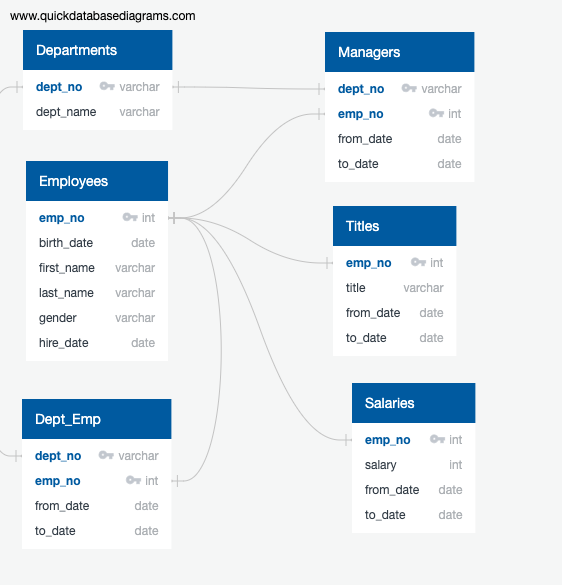 www.quickdatabasediagrams.com
Departments
dept_no varchar
dept_name varchar
Managers
dept_no varchar
emp_no int
from_date date
to_date date
Employees
emp_no int
birth_date date
first_name varchar
last_name varchar
gender varchar
hire_date date
Titles
emp_no int
title varchar
from_date date
to_date date
Dept_Emp
dept_no varchar
emp_no int
from_date date
to_date date
Salaries
emp_no int
salary int
from_date date
to_date date